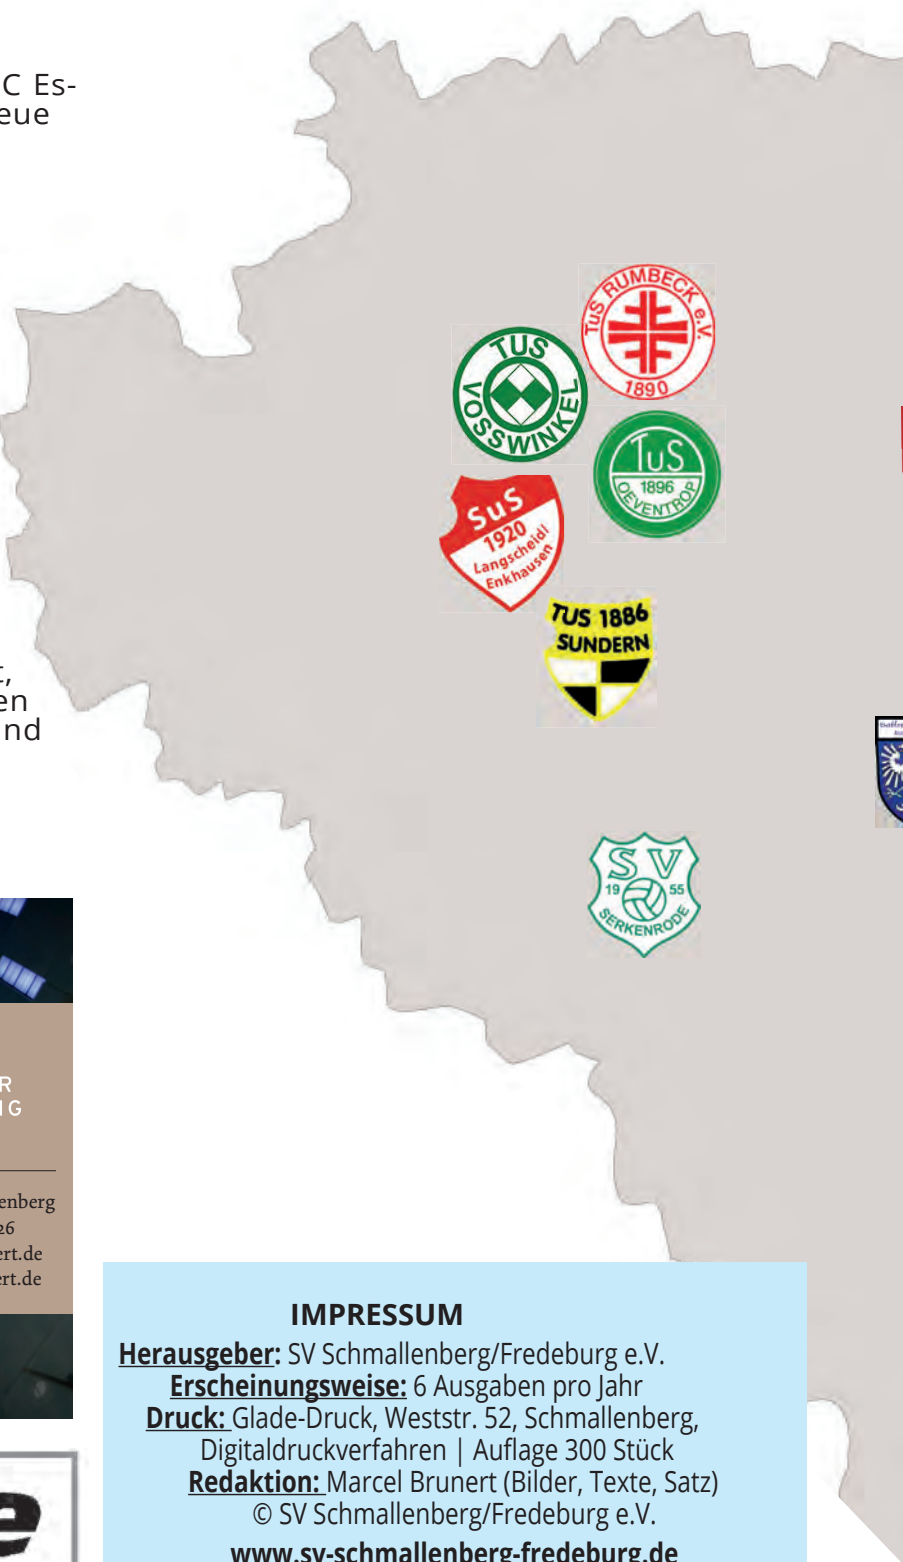 C Es-
eue
TuS RUMBECK e.V.
1890
TUS
VOSSWINKEL
TuS
1896
OEVENTROP
SuS
1920
Langscheid/
Enkhausen
TUS 1886
SUNDERN
t,
en
nd
SV
19 55
SERKENRODE
R
IG
enberg
26
ert.de
ert.de
e
IMPRESSUM
Herausgeber: SV Schmallenberg/Fredeburg e.V.
Erscheinungsweise: 6 Ausgaben pro Jahr
Druck: Glade-Druck, Weststr. 52, Schmallenberg,
Digitaldruckverfahren | Auflage 300 Stück
Redaktion: Marcel Brunert (Bilder, Texte, Satz)
© SV Schmallenberg/Fredeburg e.V.
www.sv-schmallenberg-fredeburg.de